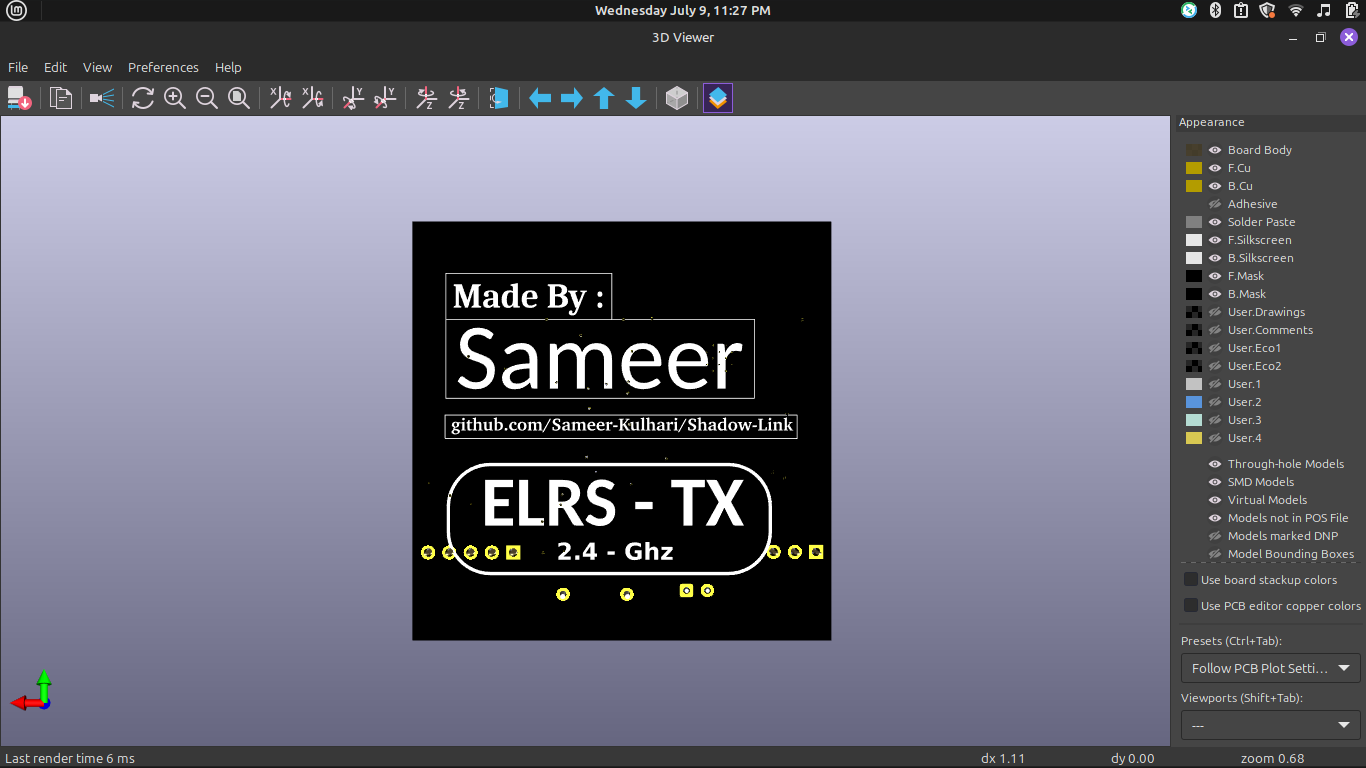 Wednesday July 9, 11:27 PM
3D Viewer
File Edit View Preferences Help
Appearance
Board Body
F.Cu
B.Cu
Adhesive
Solder Paste
F.Silkscreen
B.Silkscreen
F.Mask
B.Mask
User.Drawings
User.Comments
User.Eco1
User.Eco2
User.1
User.2
User.3
User.4
Through-hole Models
SMD Models
Virtual Models
Models not in POS File
Models marked DNP
Model Bounding Boxes
Use board stackup colors
Use PCB editor copper colors
Presets (Ctrl+Tab):
Follow PCB Plot Setti...
Viewports (Shift+Tab):
---
Made By :
Sameer
github.com/Sameer-Kulhari/Shadow-Link
ELRS - TX
2.4 - Ghz
Last render time 6 ms
dx 1.11
dy 0.00
zoom 0.68